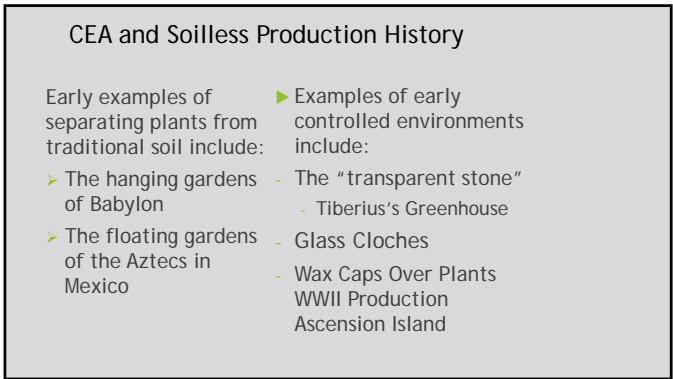 CEA and Soilless Production History
Early examples of
separating plants from
traditional soil include:
➢ The hanging gardens
of Babylon
➢ The floating gardens
of the Aztecs in
Mexico
▶ Examples of early
controlled environments
include:
- The “transparent stone”
- Tiberius's Greenhouse
- Glass Cloches
- Wax Caps Over Plants
WWII Production
Ascension Island